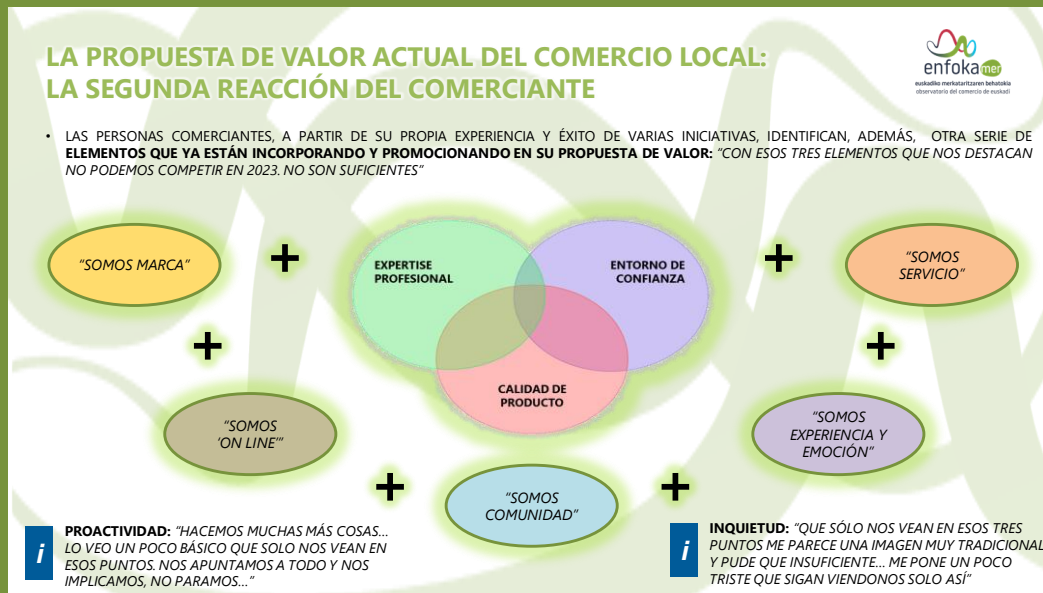 LA PROPUESTA DE VALOR ACTUAL DEL COMERCIO LOCAL:
LA SEGUNDA REACCIÓN DEL COMERCIANTE
enfokamer
euskadiko merkataritzaren behatokia
observatorio del comercio de euskadi
• LAS PERSONAS COMERCIANTES, A PARTIR DE SU PROPIA EXPERIENCIA Y ÉXITO DE VARIAS INICIATIVAS, IDENTIFICAN, ADEMÁS, OTRA SERIE DE
ELEMENTOS QUE YA ESTÁN INCORPORANDO Y PROMOCIONANDO EN SU PROPUESTA DE VALOR: “CON ESOS TRES ELEMENTOS QUE NOS DESTACAN
NO PODEMOS COMPETIR EN 2023. NO SON SUFICIENTES”
“SOMOS MARCA”
+
EXPERTISE
PROFESIONAL
ENTORNO DE
CONFIANZA
+
“SOMOS
SERVICIO”
+
+
CALIDAD DE
PRODUCTO
“SOMOS
‘ON LINE’”
“SOMOS
EXPERIENCIA Y
EMOCIÓN”
+
“SOMOS
COMUNIDAD”
+
i
PROACTIVIDAD: “HACEMOS MUCHAS MÁS COSAS…
LO VEO UN POCO BÁSICO QUE SOLO NOS VEAN EN
ESOS PUNTOS. NOS APUNTAMOS A TODO Y NOS
IMPLICAMOS, NO PARAMOS…”
i
INQUIETUD: “QUE SÓLO NOS VEAN EN ESOS TRES
PUNTOS ME PARECE UNA IMAGEN MUY TRADICIONAL
Y PUDE QUE INSUFICIENTE… ME PONE UN POCO
TRISTE QUE SIGAN VIENDONOS SOLO ASÍ”